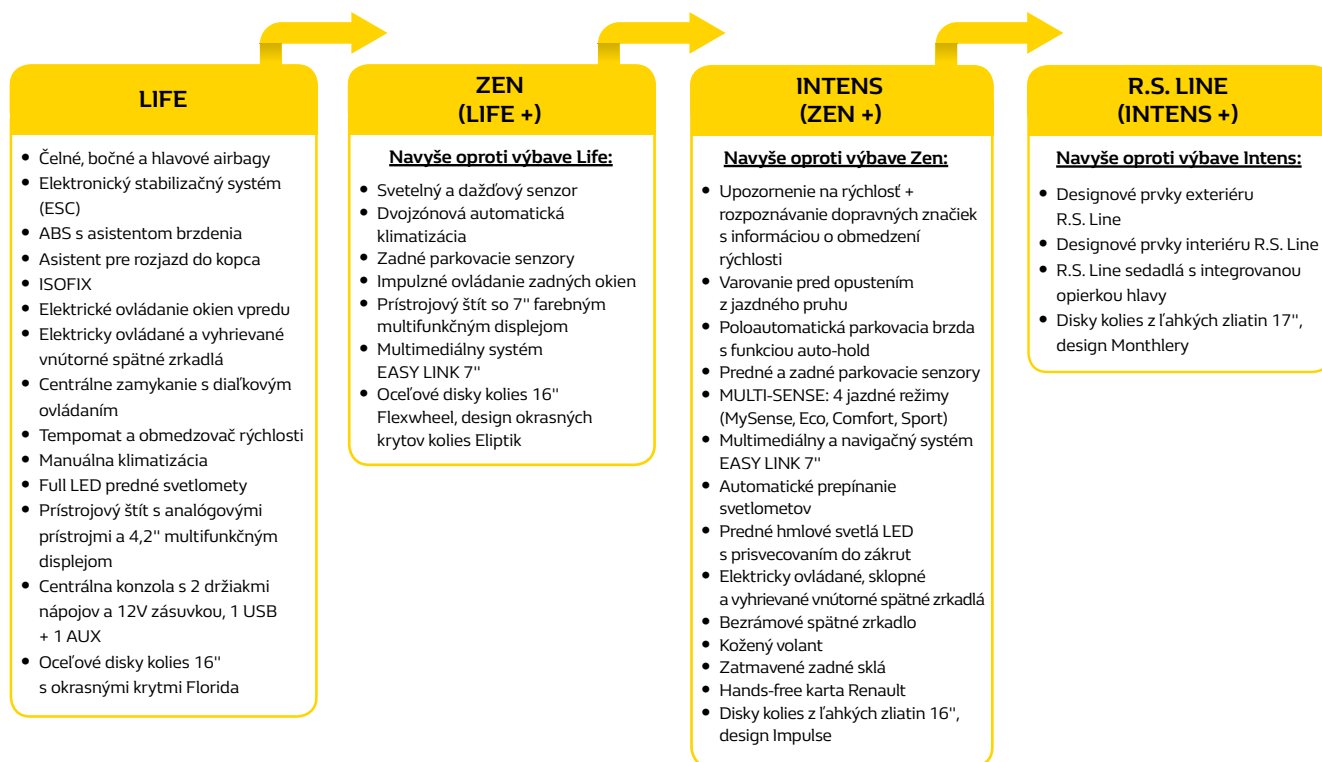 LIFE
Čelné, bočné a hlavové airbagy
Elektronický stabilizačný systém
(ESC)
ABS s asistentom brzdenia
Asistent pre rozjazd do kopca
ISOFIX
Elektrické ovládanie okien vpredu
Elektricky ovládané a vyhrievané
vnútorné spätné zrkadlá
Centrálne zamykanie s diaľkovým
ovládaním
Tempomat a obmedzovač rýchlosti
Manuálna klimatizácia
Full LED predné svetlomety
Prístrojový štít s analógovými
prístrojmi a 4,2" multifunkčným
displejom
Centrálna konzola s 2 držiakmi
nápojov a 12V zásuvkou, 1 USB
+ 1 AUX
Oceľové disky kolies 16"
s okrasnými krytmi Florida
ZEN
(LIFE +)
Navyše oproti výbave Life:
Svetelný a dažďový senzor
Dvojzónová automatická
klimatizácia
Zadné parkovacie senzory
Impulzné ovládanie zadných okien
Prístrojový štít so 7" farebným
multifunkčným displejom
Multimediálny systém
EASY LINK 7"
Oceľové disky kolies 16"
Flexwheel, design okrasných
krytov kolies Eliptik
INTENS
(ZEN +)
Navyše oproti výbave Zen:
Upozornenie na rýchlosť +
rozpoznávanie dopravných značiek
s informáciou o obmedzení
rýchlosti
Varovanie pred opustením
z jazdného pruhu
Poloautomatická parkovacia brzda
s funkciou auto-hold
Predné a zadné parkovacie senzory
MULTI-SENSE: 4 jazdné režimy
(MySense, Eco, Comfort, Sport)
Multimediálny a navigačný systém
EASY LINK 7"
Automatické prepínanie
svetlometov
Predné hmlové svetlá LED
s prisvecovaním do zákrut
Elektricky ovládané, sklopné
a vyhrievané vnútorné spätné zrkadlá
Bezrámové spätné zrkadlo
Kožený volant
Zatmavené zadné sklá
Hands-free karta Renault
Disky kolies z ľahkých zliatin 16",
design Impulse
R.S. LINE
(INTENS +)
Navyše oproti výbave Intens:
Designové prvky exteriéru
R.S. Line
Designové prvky interiéru R.S. Line
R.S. Line sedadlá s integrovanou
opierkou hlavy
Disky kolies z ľahkých zliatin 17",
design Monthlery